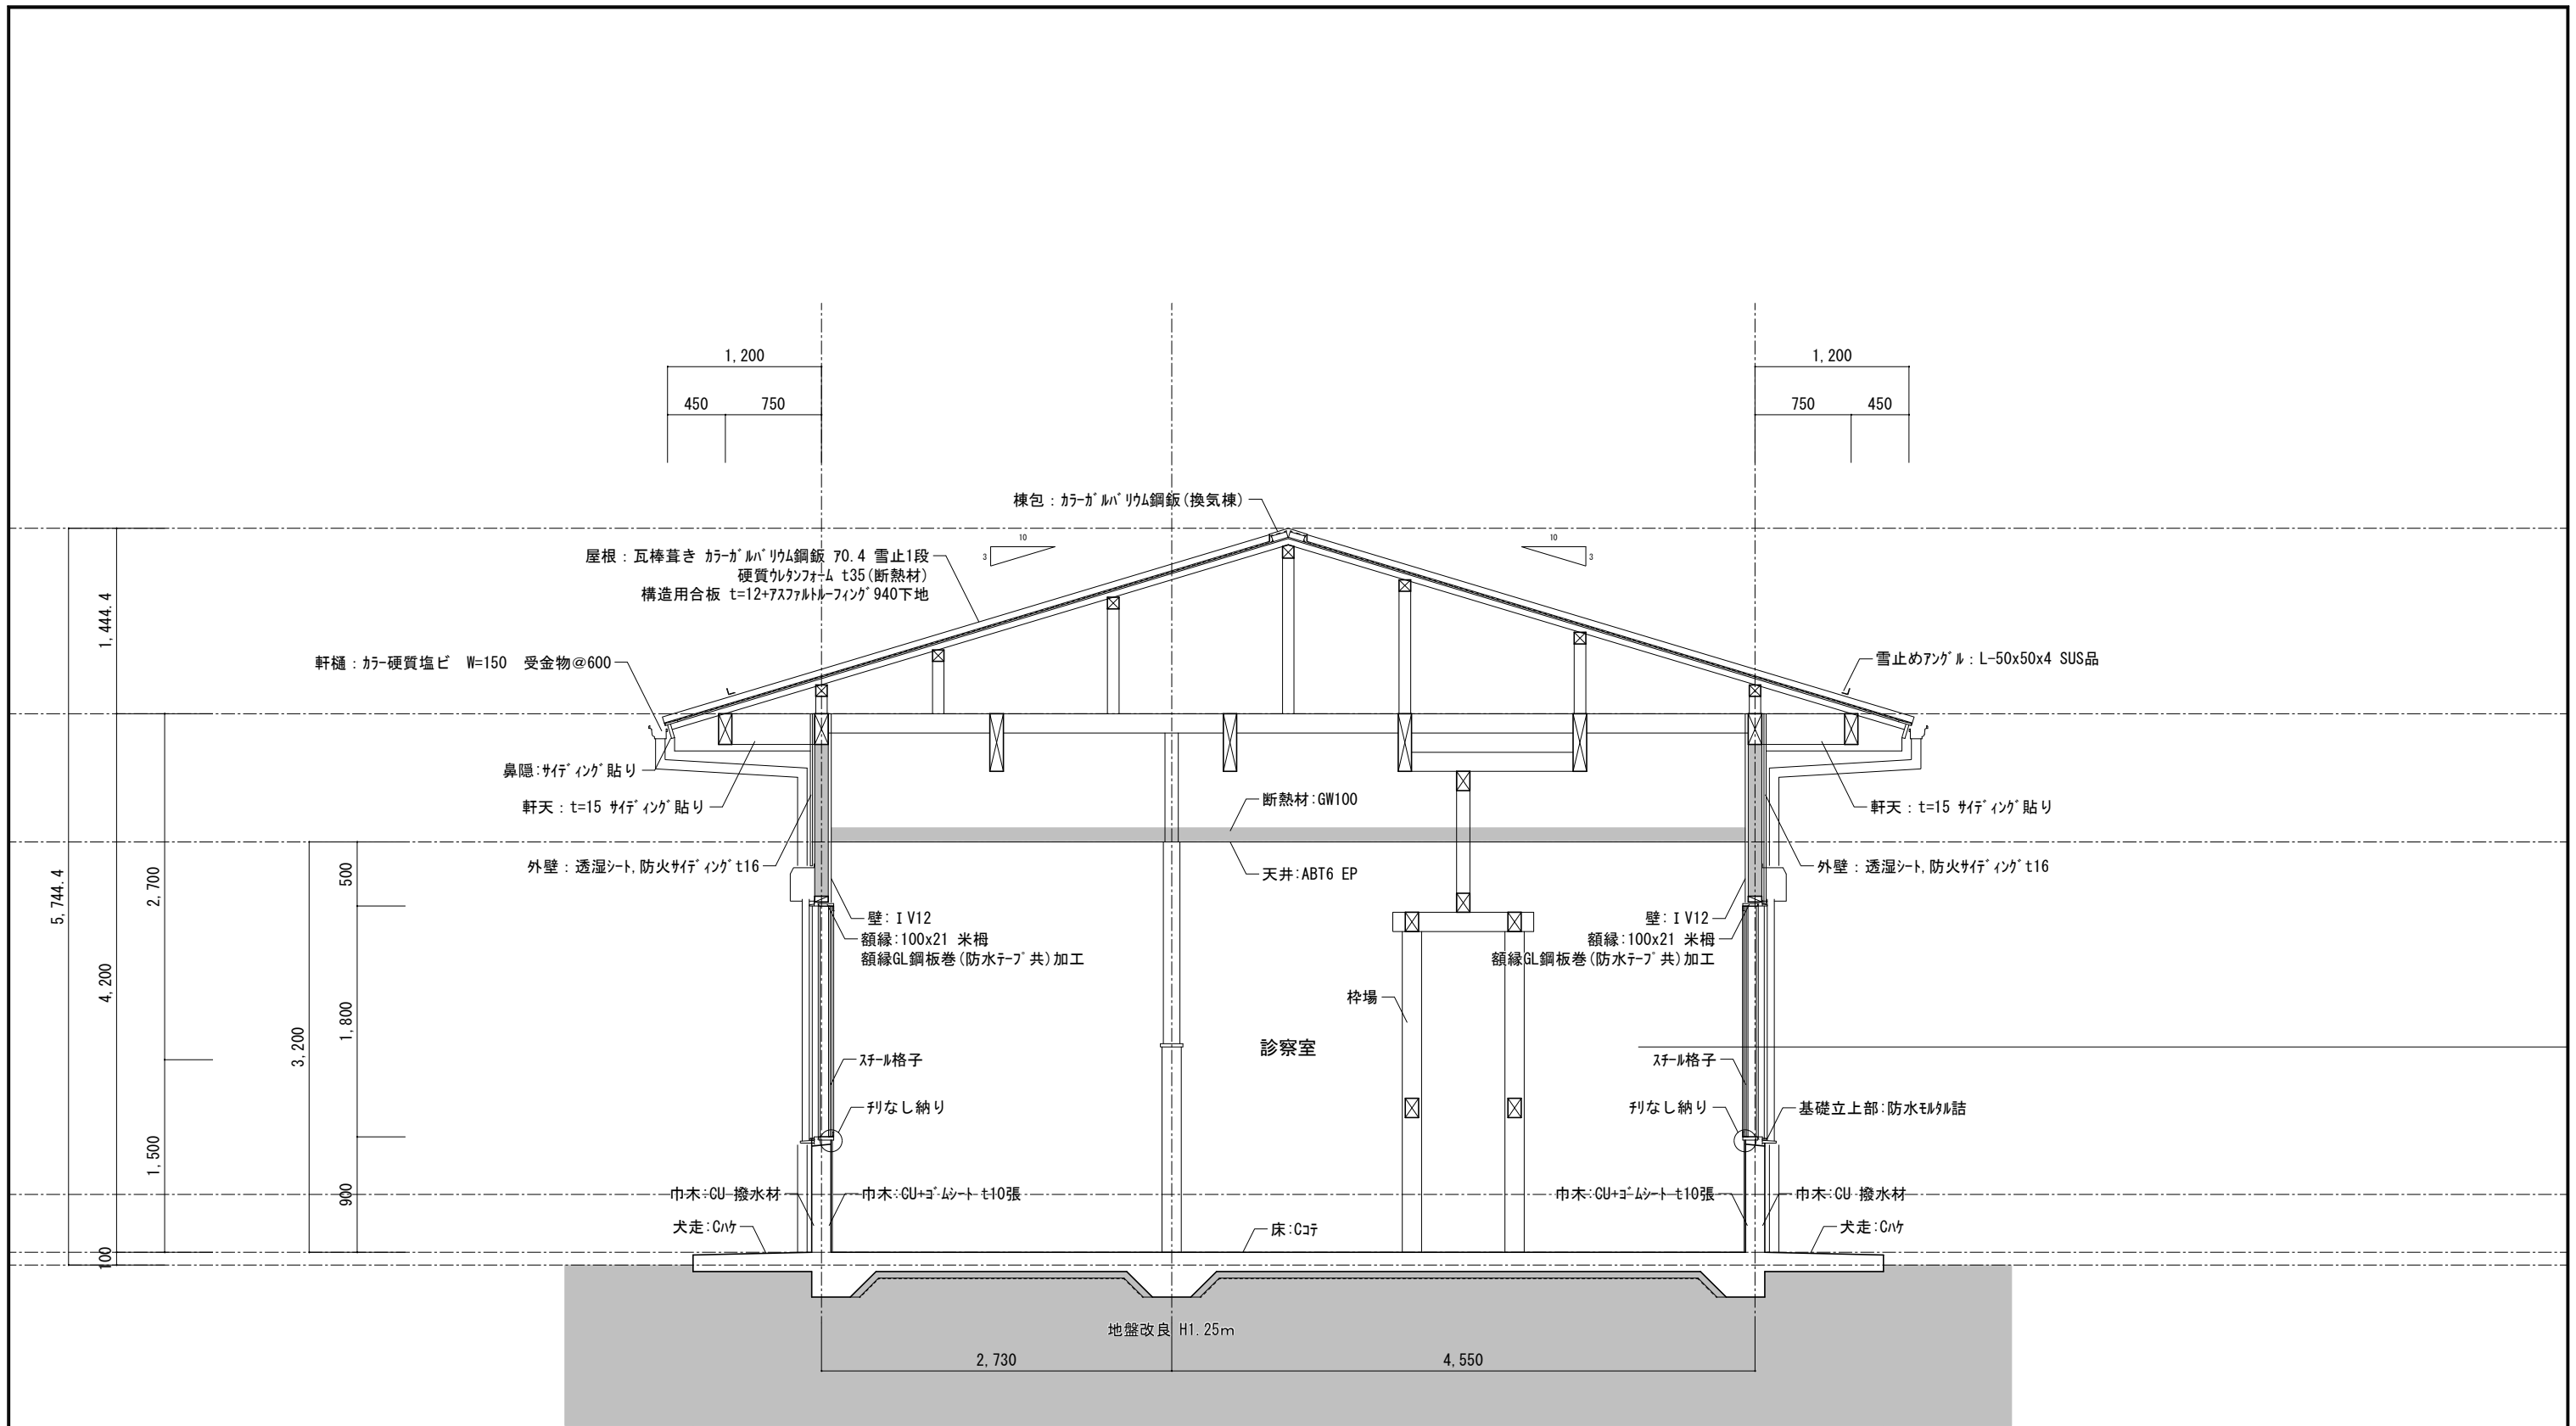 1,200
1,200
450
750
750
450
棟包：ｶﾗｰｶﾞﾙﾊﾞﾘｳﾑ鋼鈑(換気棟)
10
3
10
3
屋根：瓦棒葺き ｶﾗｰｶﾞﾙﾊﾞﾘｳﾑ鋼鈑 ｱ0.4 雪止1段
硬質ｳﾚﾀﾝﾌｫｰﾑ t35(断熱材)
構造用合板 t=12+ｱｽﾌｧﾙﾄﾙｰﾌｨﾝｸﾞ940下地
1,444.4
軒樋：ｶﾗｰ硬質塩ビ W=150 受金物@600
雪止めｱﾝｸﾞﾙ：L-50x50x4 SUS品
鼻隠:ｻｲﾃﾞｨﾝｸﾞ貼り
軒天：t=15 ｻｲﾃﾞｨﾝｸﾞ貼り
断熱材:GW100
軒天：t=15 ｻｲﾃﾞｨﾝｸﾞ貼り
外壁：透湿ｼｰﾄ,防火ｻｲﾃﾞｨﾝｸﾞt16
天井:ABT6 EP
外壁：透湿ｼｰﾄ,防火ｻｲﾃﾞｨﾝｸﾞt16
5,744.4
2,700
500
壁：ＩV12
額縁:100x21 米栂
額縁GL鋼板巻(防水ﾃｰﾌﾟ共)加工
壁：ＩV12
額縁:100x21 米栂
額縁GL鋼板巻(防水ﾃｰﾌﾟ共)加工
4,200
3,200
1,800
枠場
診察室
ｽﾁｰﾙ格子
ｽﾁｰﾙ格子
ﾁﾘなし納り
ﾁﾘなし納り
基礎立上部:防水ﾓﾙﾀﾙ詰
1,500
900
巾木:CU 撥水材
巾木:CU+ｺﾞﾑｼｰﾄ t10張
巾木:CU+ｺﾞﾑｼｰﾄ t10張
巾木:CU 撥水材
犬走:Cﾊｹ
床:Cｺﾃ
犬走:Cﾊｹ
100
地盤改良 H1.25m
2,730
4,550